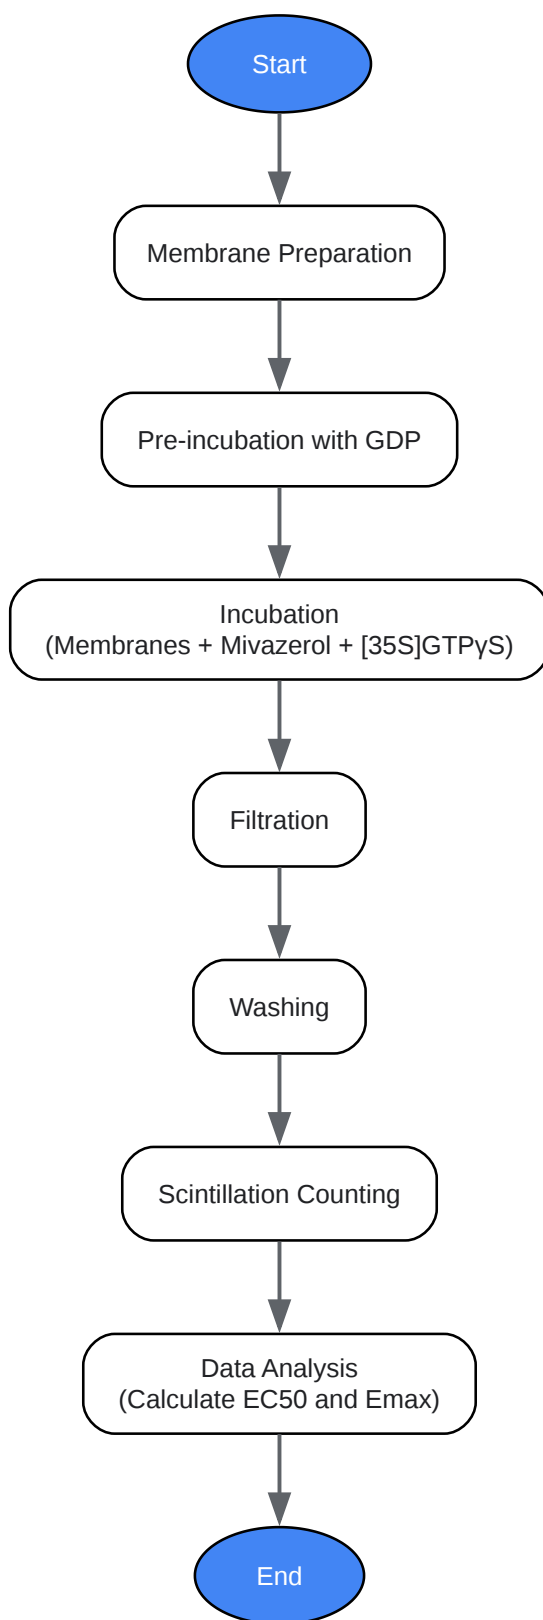 Start
Membrane Preparation
Pre-incubation with GDP
Incubation
(Membranes + Mivazerol + [35S]GTPγS)
Filtration
Washing
Scintillation Counting
Data Analysis
(Calculate EC50 and Emax)
End